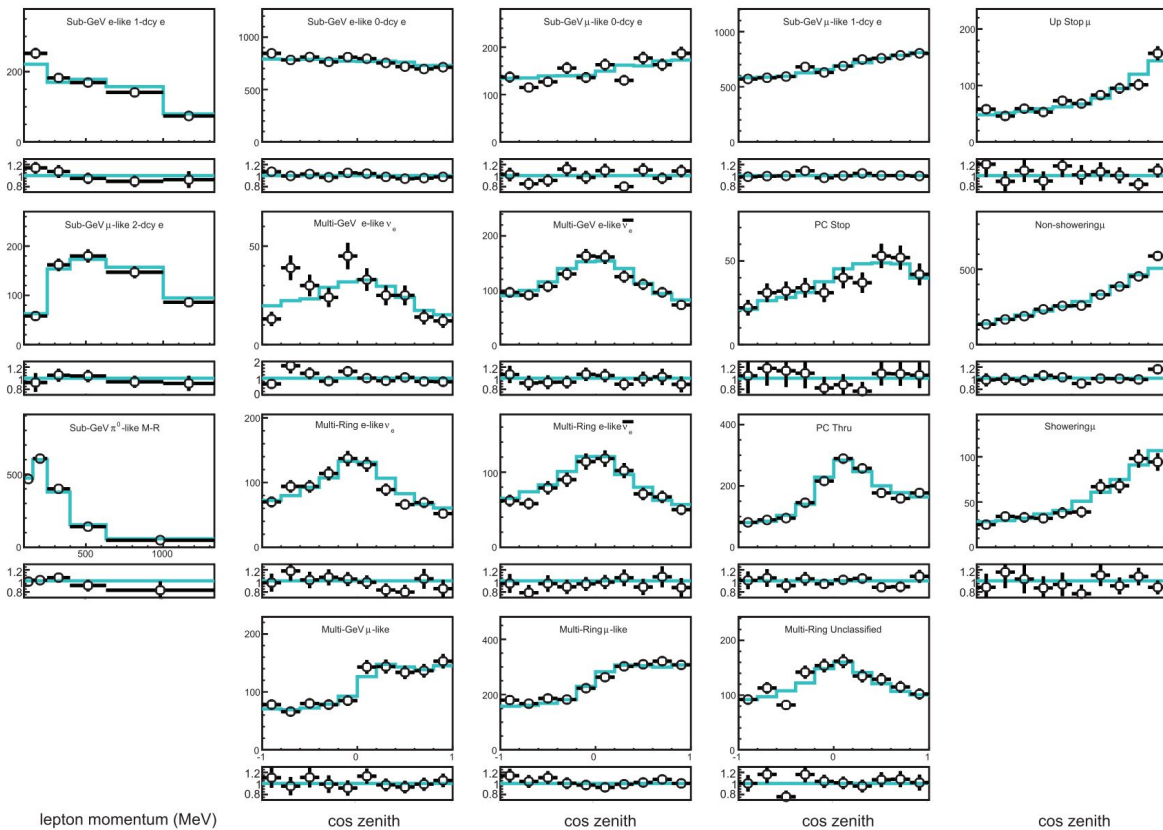 Sub-GeV e-like 1-dcy e
Sub-GeV e-like 0-dcy e
Sub-GeV μ-like 0-dcy e
Sub-GeV μ-like 1-dcy e
Up Stop μ
0 200
0 500 1000
0 100 200
0 500 1000
0 100 200
0.8 1 1.2
0.8 1 1.2
0.8 1 1.2
0.8 1 1.2
0.8 1 1.2
Sub-GeV μ-like 2-dcy e
Multi-GeV e-like νe
Multi-GeV e-like ν̅e
PC Stop
Non-showering μ
0 100 200
0 50
0 100 200
0 50
0 500
0.8 1 1.2
0 1 2
0.8 1 1.2
0.8 1 1.2
0.8 1 1.2
Sub-GeV π⁰-like M-R
Multi-Ring e-like νe
Multi-Ring e-like ν̅e
PC Thru
Showering μ
0 500
0 100 200
0 100
0 200 400
0 50 100
500 1000
0.8 1 1.2
0.8 1 1.2
0.8 1 1.2
0.8 1 1.2
0.8 1 1.2
Multi-GeV μ-like
Multi-Ring μ-like
Multi-Ring Unclassified
0 100 200
0 200 400
0 100 200
-1 0 1
-1 0 1
-1 0 1
0.8 1 1.2
0.8 1 1.2
0.8 1 1.2
lepton momentum (MeV)
cos zenith
cos zenith
cos zenith
cos zenith